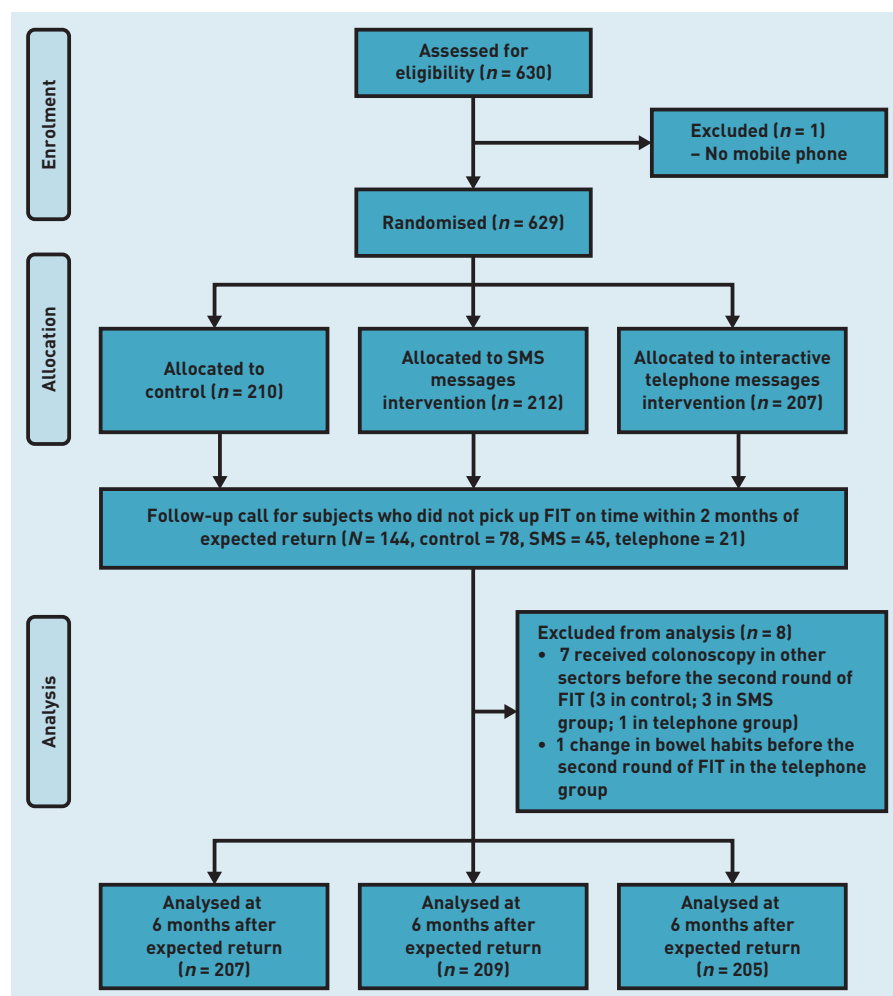 Enrolment
Assessed for
eligibility (n = 630)
Excluded (n = 1)
– No mobile phone
Randomised (n = 629)
Allocation
Allocated to
control (n = 210)
Allocated to SMS
messages
intervention (n = 212)
Allocated to interactive
telephone messages
intervention (n = 207)
Follow-up call for subjects who did not pick up FIT on time within 2 months of
expected return (N = 144, control = 78, SMS = 45, telephone = 21)
Analysis
Excluded from analysis (n = 8)
• 7 received colonoscopy in other
sectors before the second round of
FIT (3 in control; 3 in SMS
group; 1 in telephone group)
• 1 change in bowel habits before the
second round of FIT in the telephone
group
Analysed at
6 months after
expected return
(n = 207)
Analysed at
6 months after
expected return
(n = 209)
Analysed at
6 months after
expected return
(n = 205)